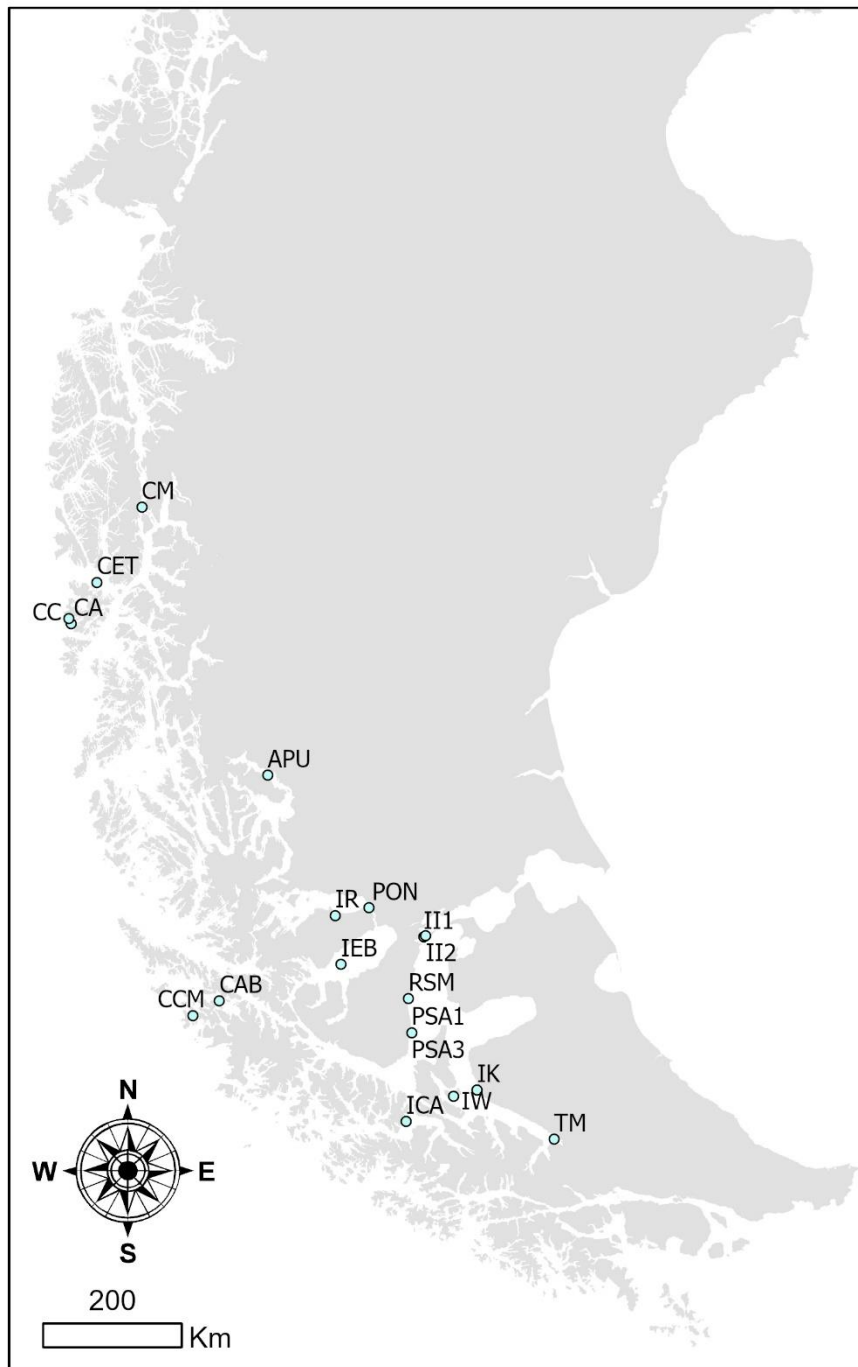 CM
CET
CC
CA
APU
IR
PON
II1
II2
IEB
RSM
CAB
CCM
PSA1
PSA3
IK
IW
ICA
TM
N
W
E
S
200
Km